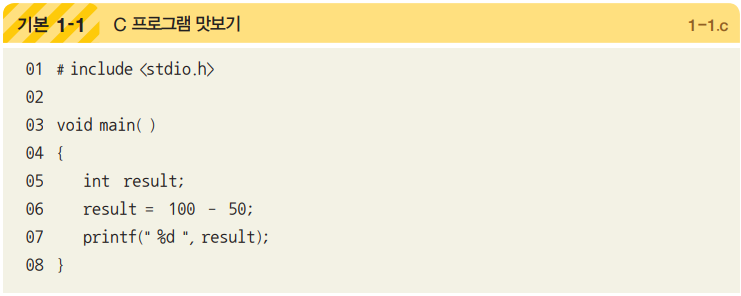 기본 1-1 C 프로그램 맛보기 1-1.c
01 # include <stdio.h>
02
03 void main( )
04 {
05 int result;
06 result = 100 - 50;
07 printf(" %d ", result);
08 }